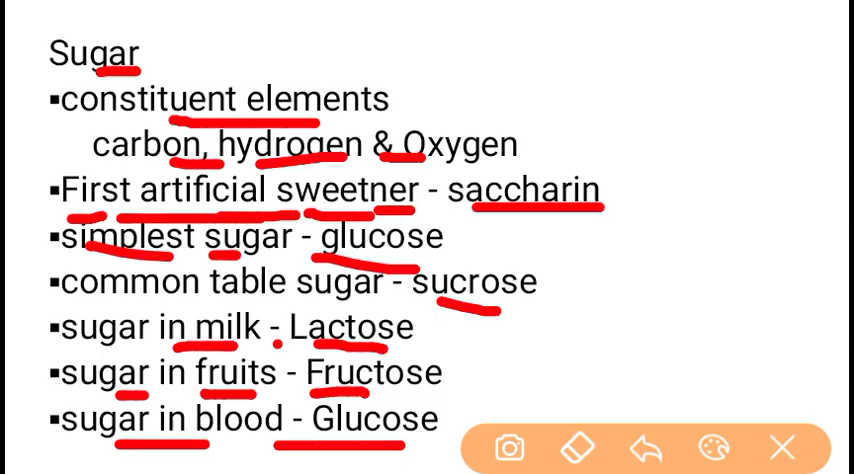 Sugar
▪constituent elements
carbon, hydrogen & Oxygen
▪First artificial sweetner - saccharin
▪simplest sugar - glucose
▪common table sugar - sucrose
▪sugar in milk - Lactose
▪sugar in fruits - Fructose
▪sugar in blood - Glucose